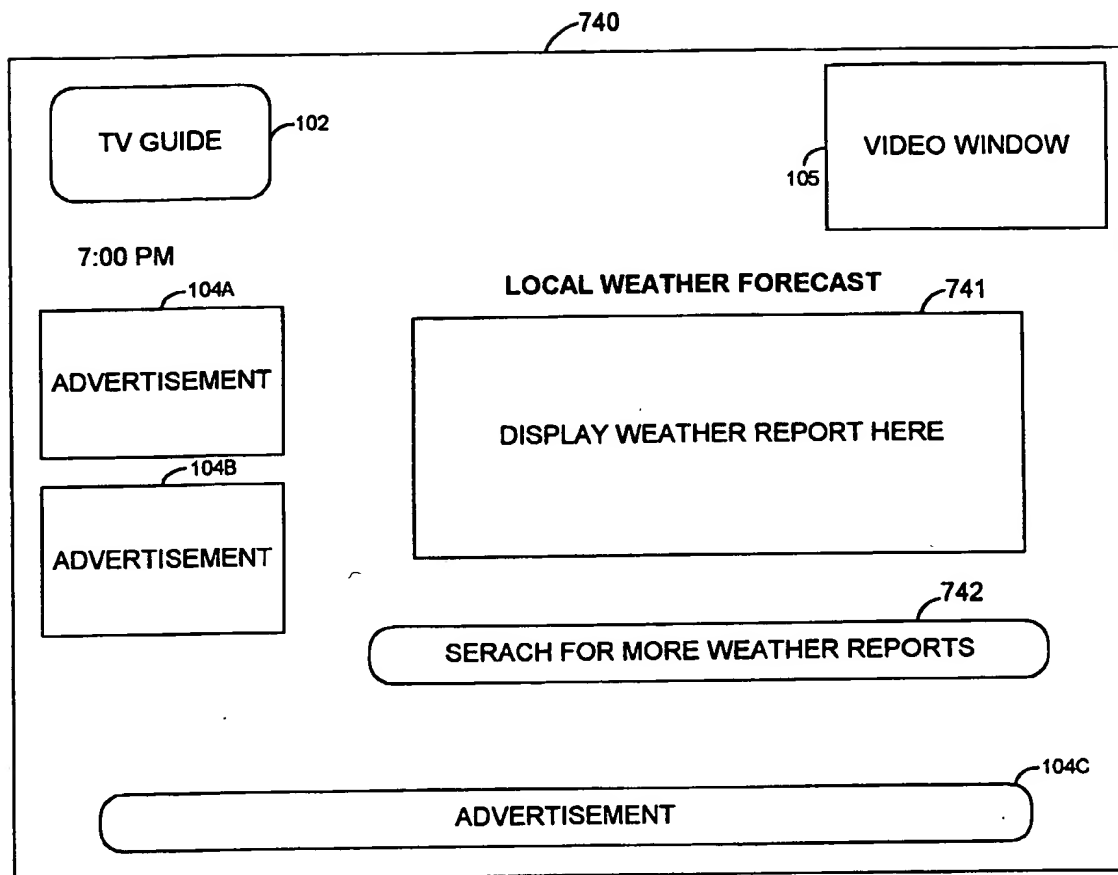 740
TV GUIDE
102
VIDEO WINDOW
105
7:00 PM
LOCAL WEATHER FORECAST
104A
741
ADVERTISEMENT
DISPLAY WEATHER REPORT HERE
104B
ADVERTISEMENT
742
SERACH FOR MORE WEATHER REPORTS
104C
ADVERTISEMENT